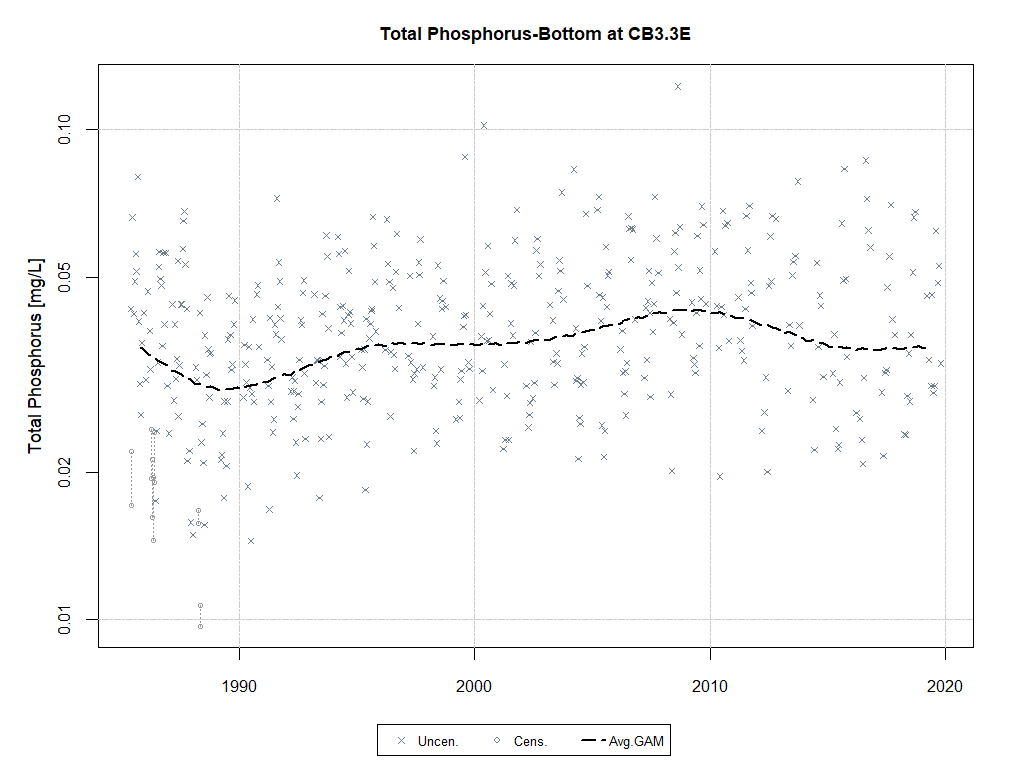 Total Phosphorus-Bottom at CB3.3E
Total Phosphorus [mg/L]
0.10
0.05
0.02
0.01
1990 2000 2010 2020
Uncen. Cens. Avg.GAM